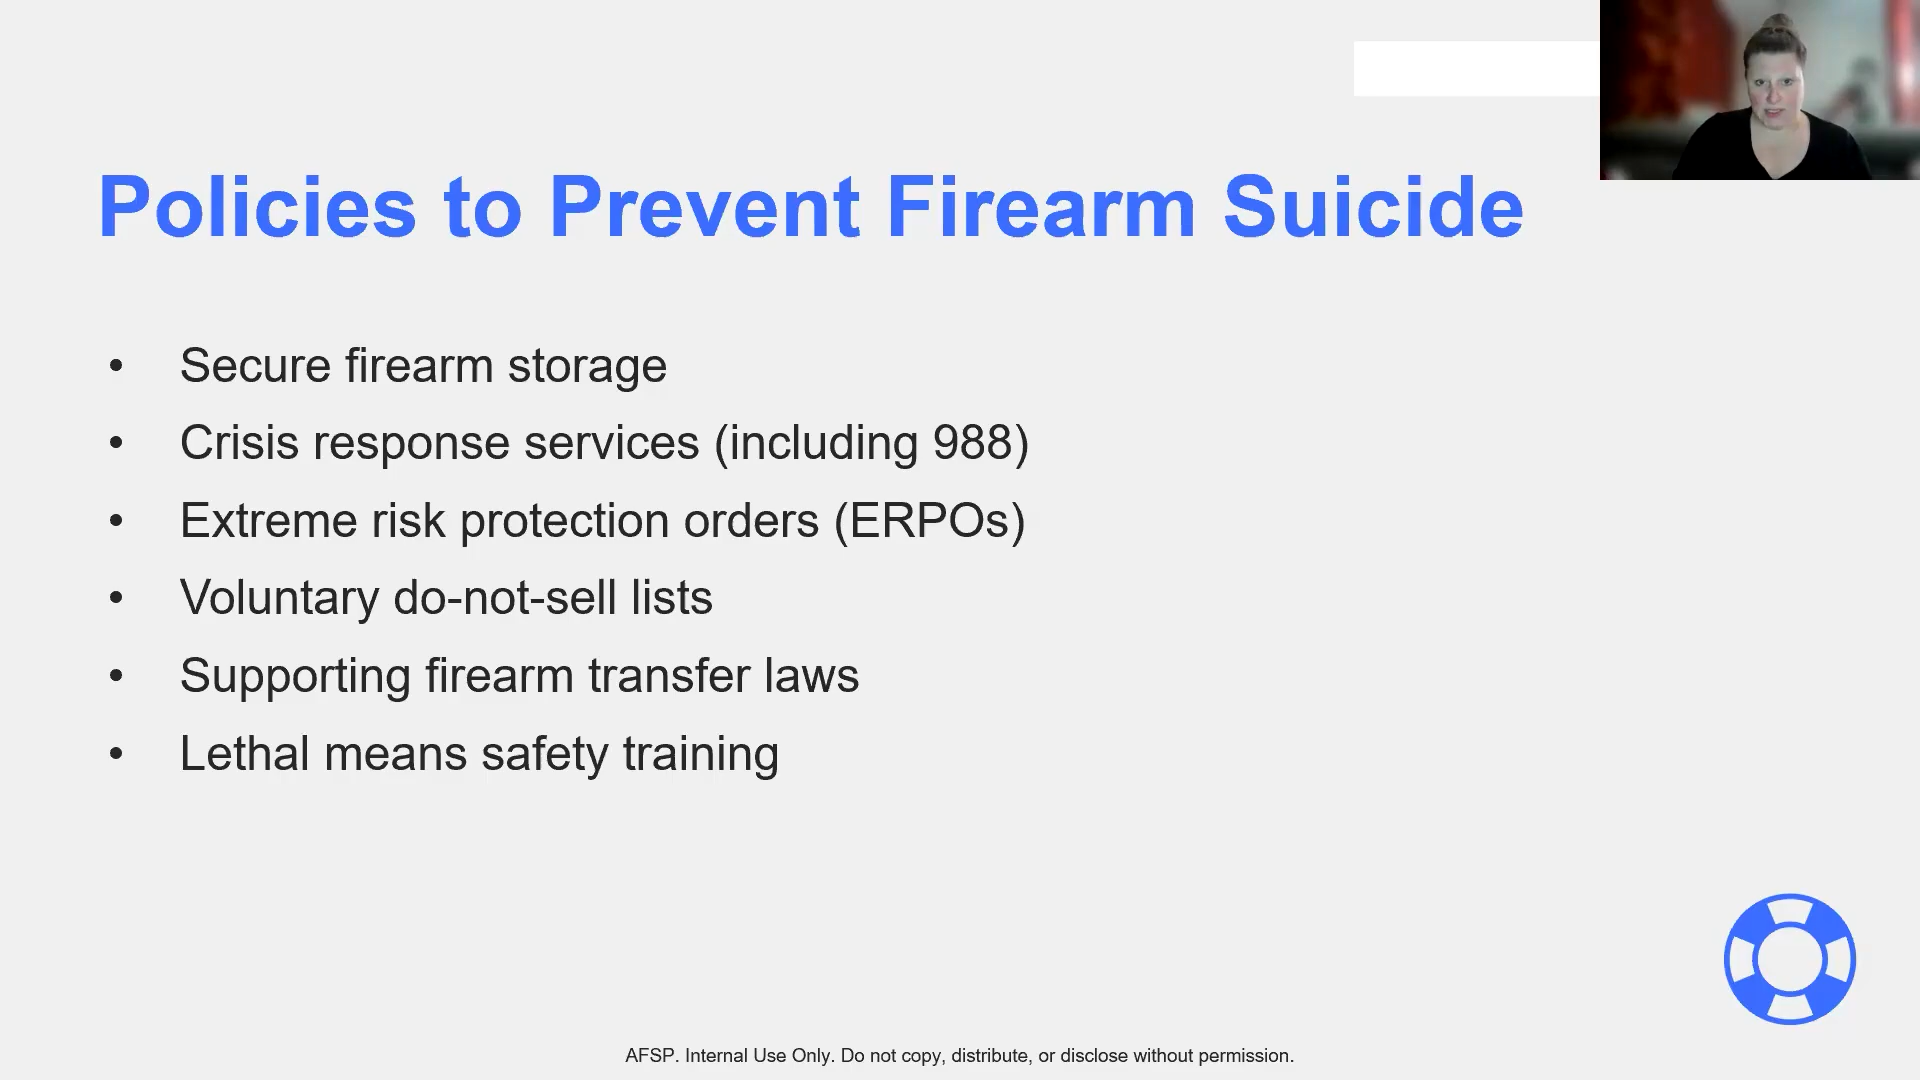 Policies to Prevent Firearm Suicide
• Secure firearm storage
• Crisis response services (including 988)
• Extreme risk protection orders (ERPOs)
• Voluntary do-not-sell lists
• Supporting firearm transfer laws
• Lethal means safety training
AFSP. Internal Use Only. Do not copy, distribute, or disclose without permission.